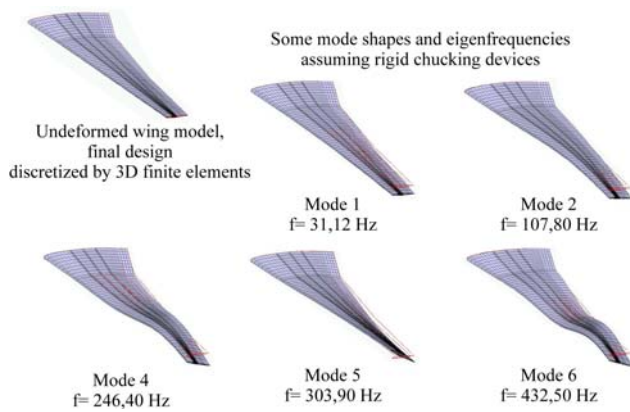 Some mode shapes and eigenfrequencies
assuming rigid chucking devices
Undeformed wing model,
final design
discretized by 3D finite elements
Mode 1
f= 31,12 Hz
Mode 2
f= 107,80 Hz
Mode 4
f= 246,40 Hz
Mode 5
f= 303,90 Hz
Mode 6
f= 432,50 Hz